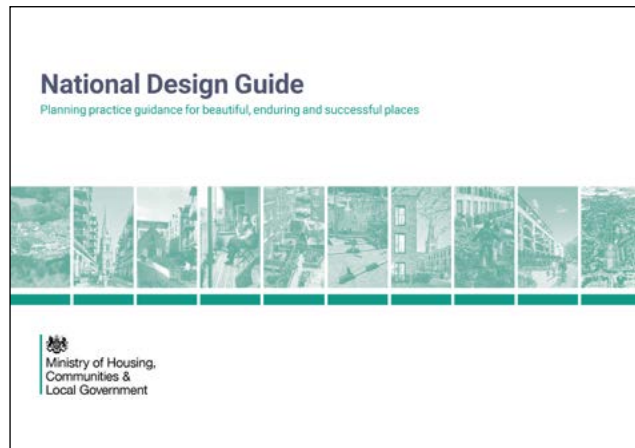 National Design Guide
Planning practice guidance for beautiful, enduring and successful places
Ministry of Housing,
Communities &
Local Government